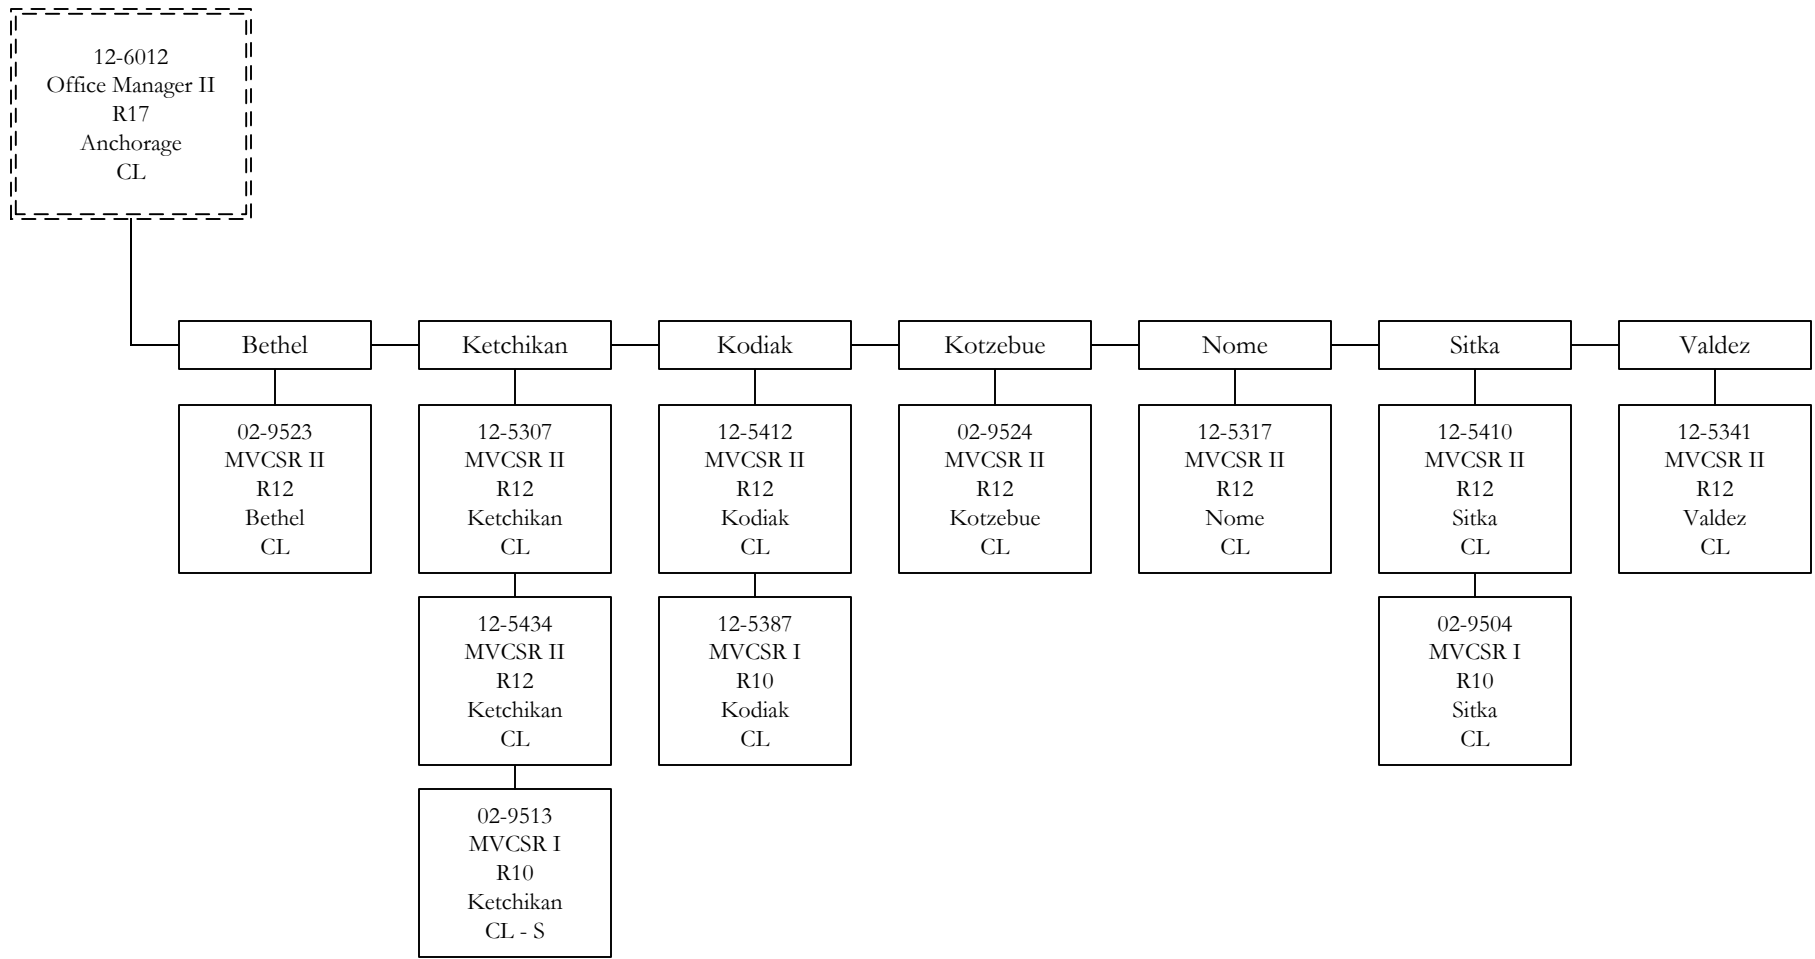 12-6012
Office Manager II
R17
Anchorage
CL
Bethel
Ketchikan
Kodiak
Kotzebue
Nome
Sitka
Valdez
02-9523
MVCSR II
R12
Bethel
CL
12-5307
MVCSR II
R12
Ketchikan
CL
12-5412
MVCSR II
R12
Kodiak
CL
02-9524
MVCSR II
R12
Kotzebue
CL
12-5317
MVCSR II
R12
Nome
CL
12-5410
MVCSR II
R12
Sitka
CL
12-5341
MVCSR II
R12
Valdez
CL
12-5434
MVCSR II
R12
Ketchikan
CL
12-5387
MVCSR I
R10
Kodiak
CL
02-9504
MVCSR I
R10
Sitka
CL
02-9513
MVCSR I
R10
Ketchikan
CL - S